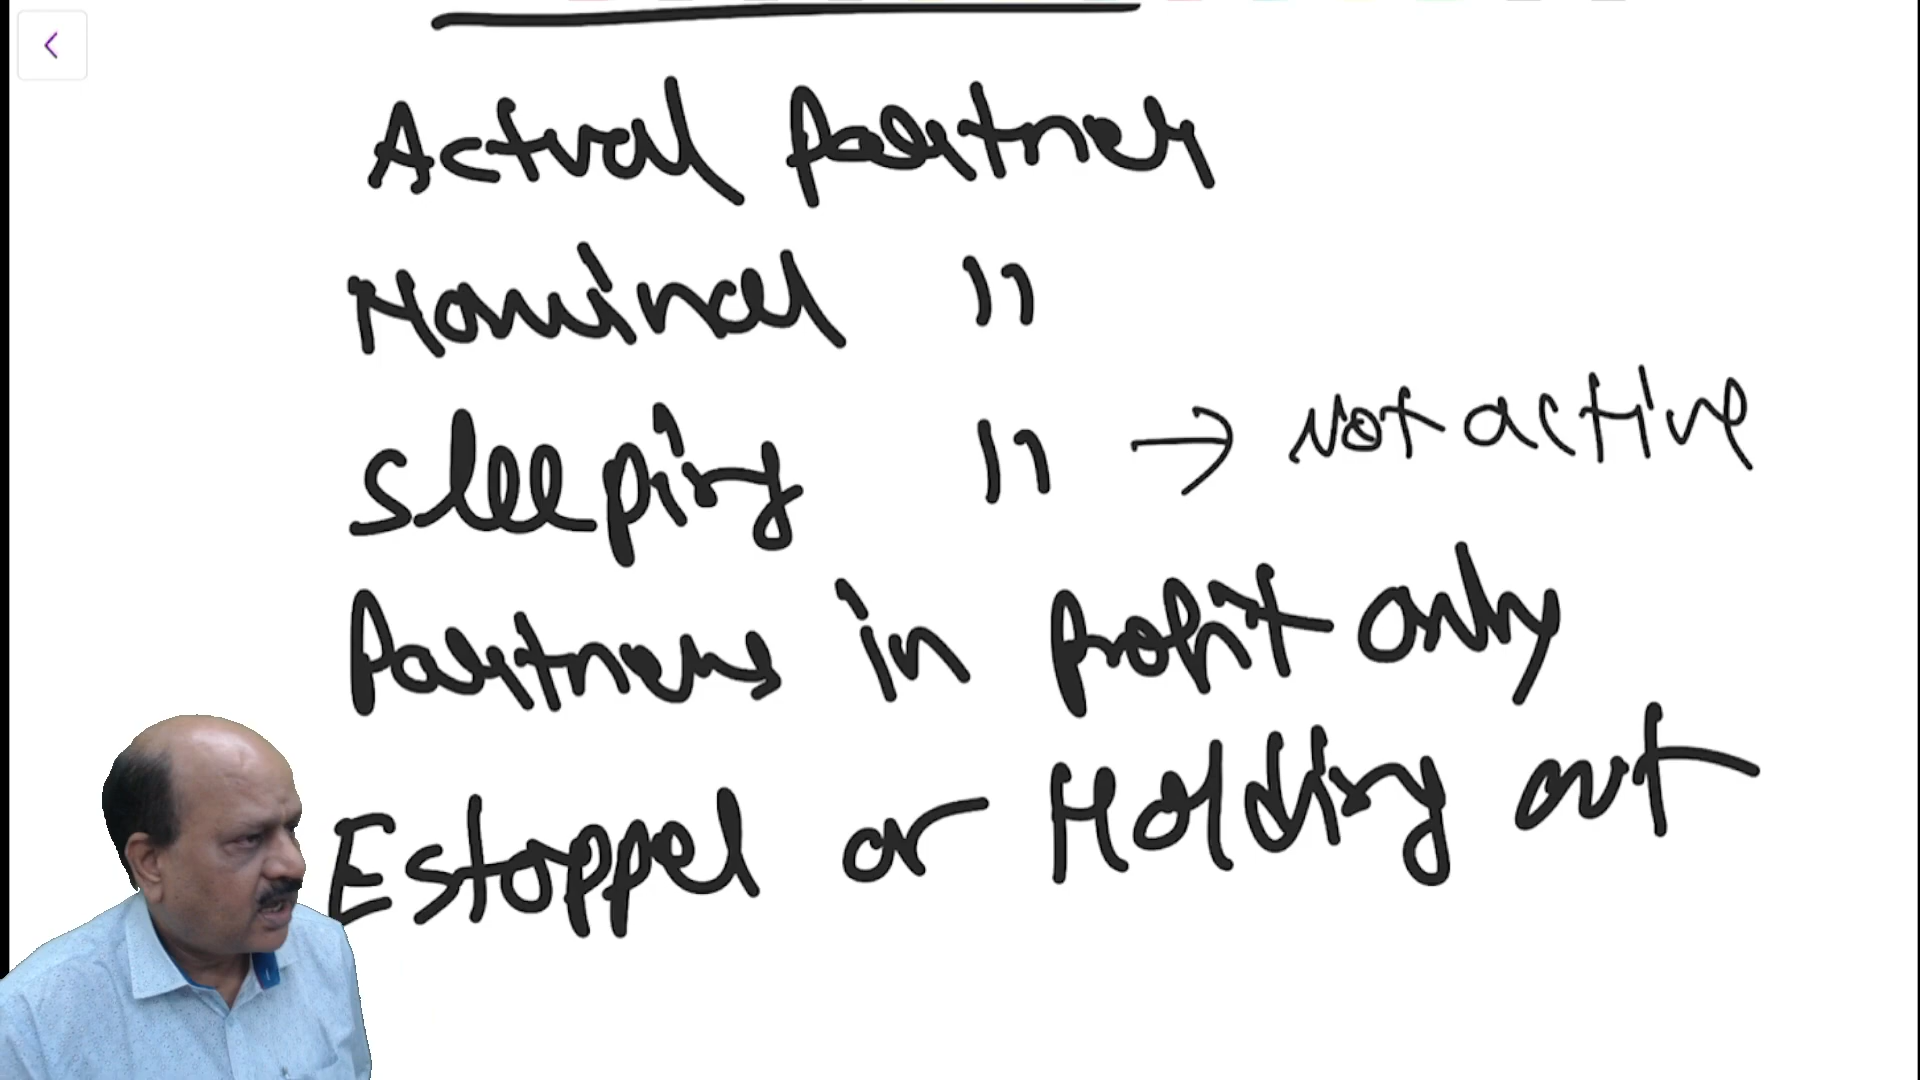 Actual Partner
Nominal "
Sleeping " → Not active
Partners in profit only
Estoppel or Holding out